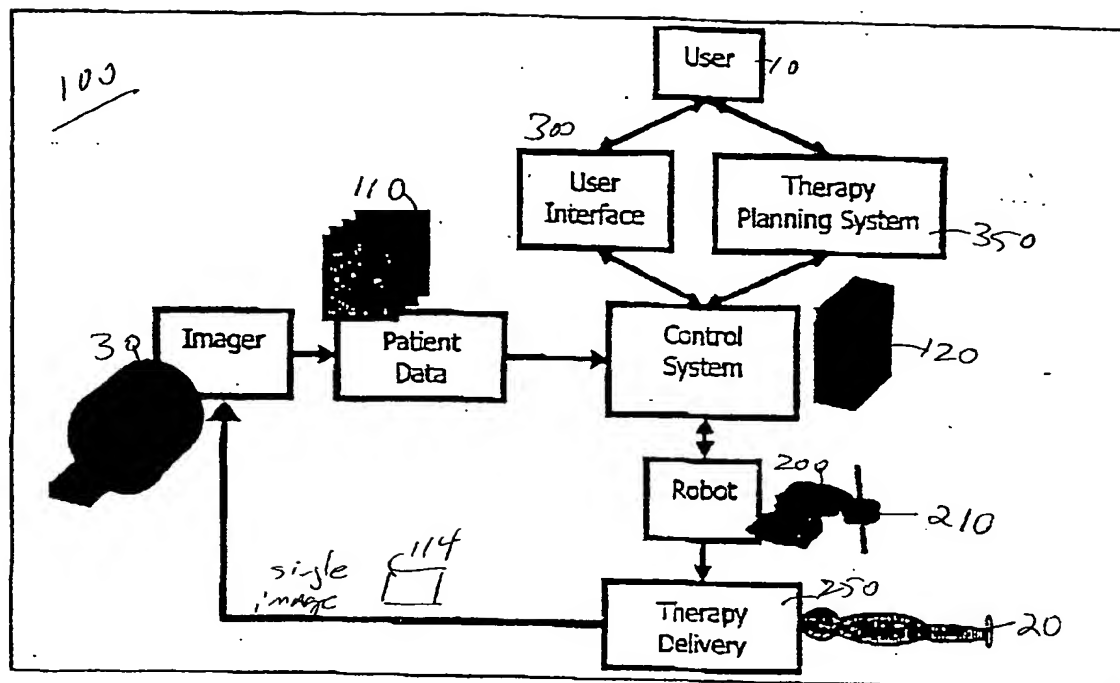 100
User
10
300
User
Interface
Therapy
Planning System
350
110
30
Imager
Patient
Data
Control
System
120
Robot
200
210
single
image
114
250
Therapy
Delivery
20